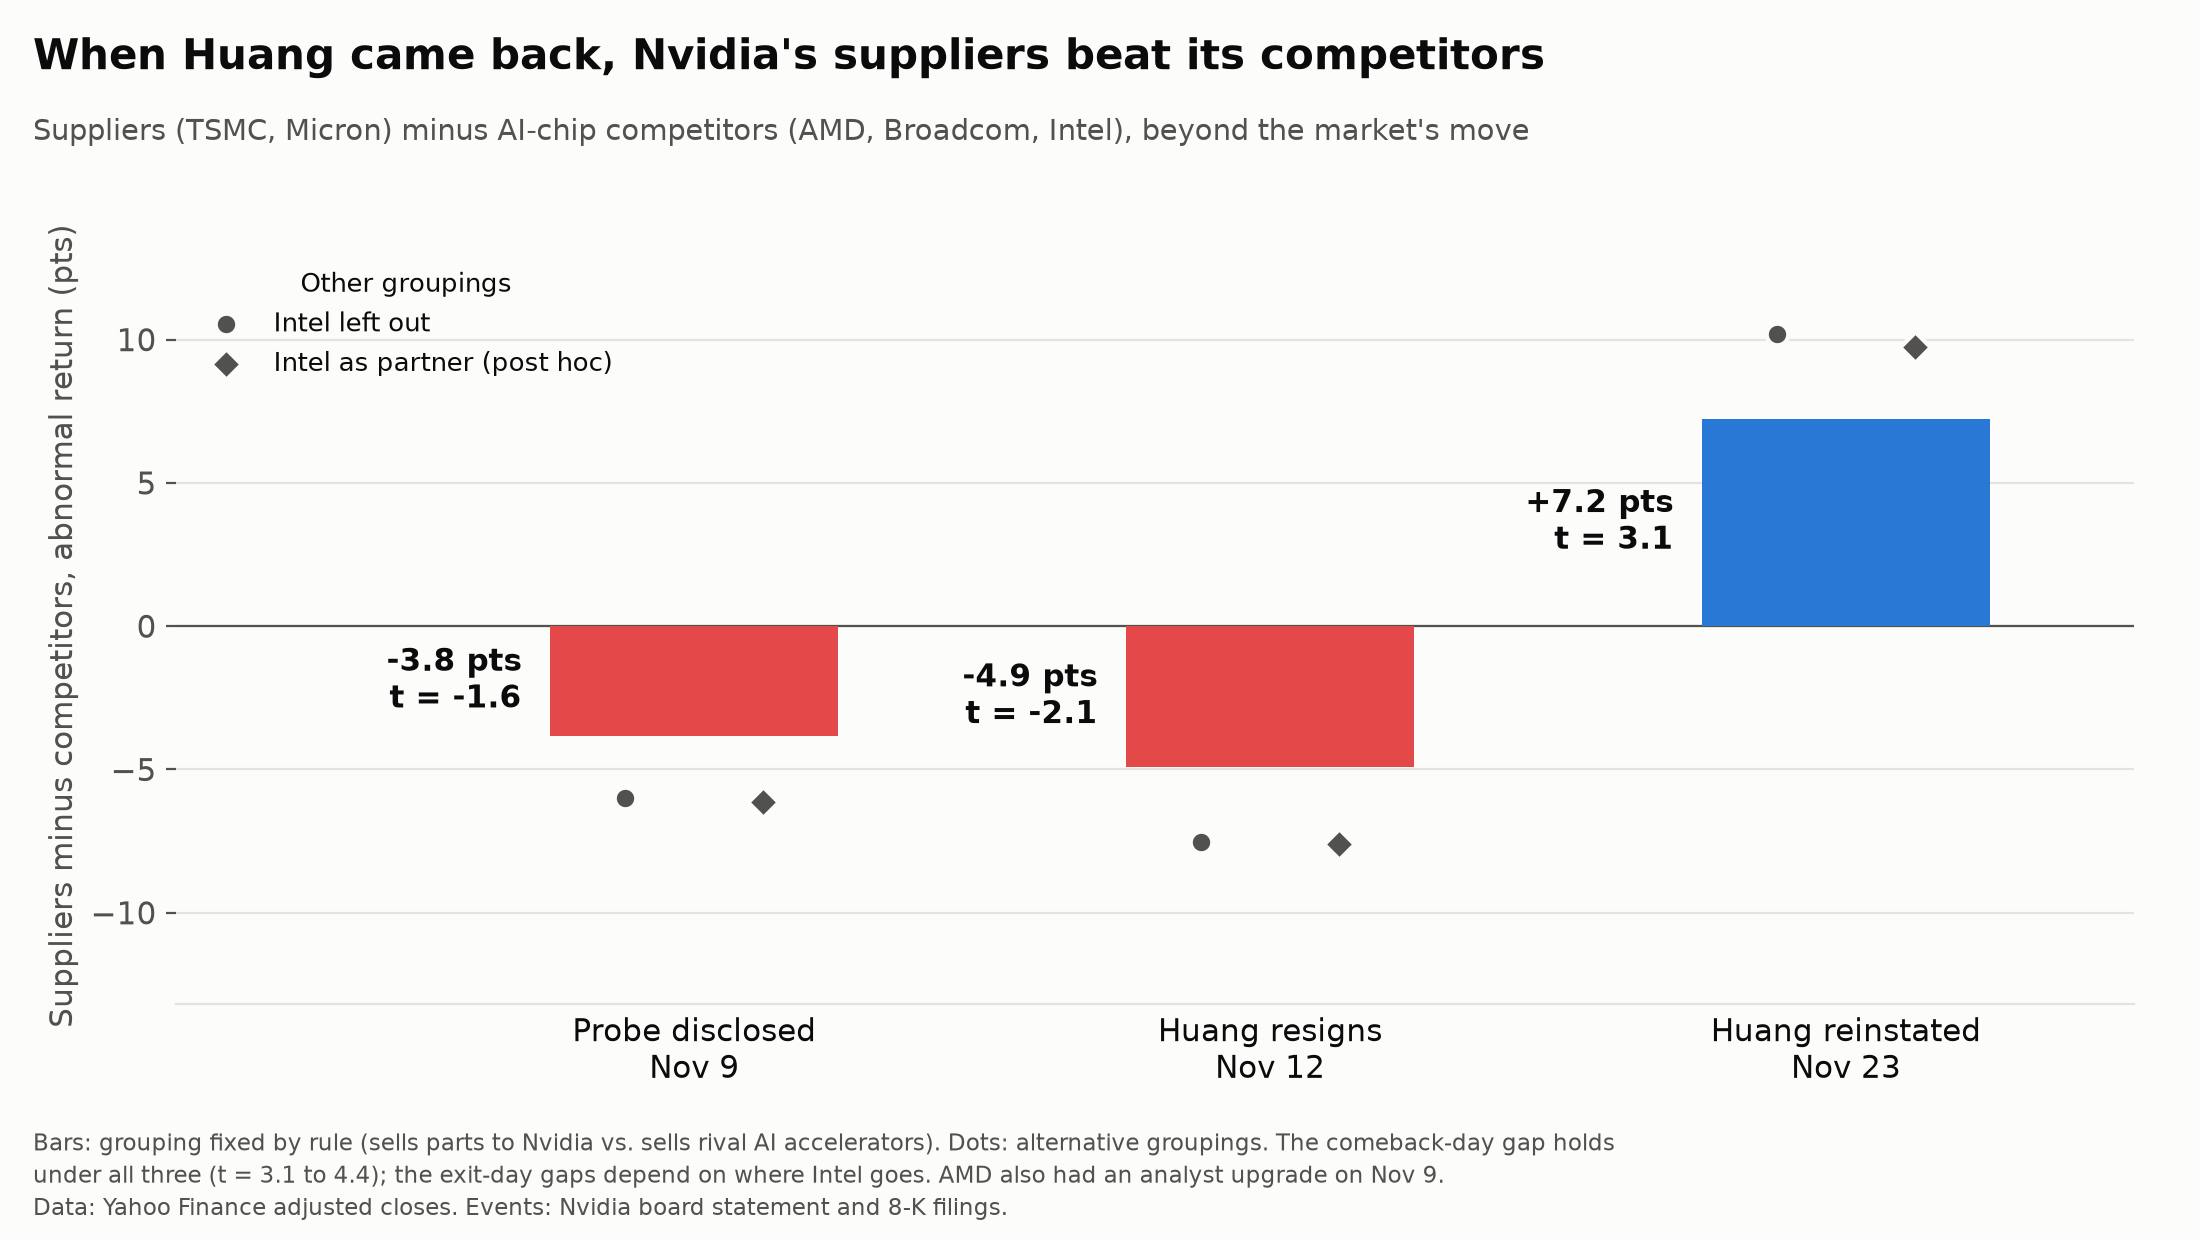 When Huang came back, Nvidia's suppliers beat its competitors
Suppliers (TSMC, Micron) minus AI-chip competitors (AMD, Broadcom, Intel), beyond the market's move
Suppliers minus competitors, abnormal return (pts)
Other groupings
Intel left out
Intel as partner (post hoc)
10
5
0
−5
−10
-3.8 pts
t = -1.6
-4.9 pts
t = -2.1
+7.2 pts
t = 3.1
Probe disclosed
Nov 9
Huang resigns
Nov 12
Huang reinstated
Nov 23
Bars: grouping fixed by rule (sells parts to Nvidia vs. sells rival AI accelerators). Dots: alternative groupings. The comeback-day gap holds
under all three (t = 3.1 to 4.4); the exit-day gaps depend on where Intel goes. AMD also had an analyst upgrade on Nov 9.
Data: Yahoo Finance adjusted closes. Events: Nvidia board statement and 8-K filings.